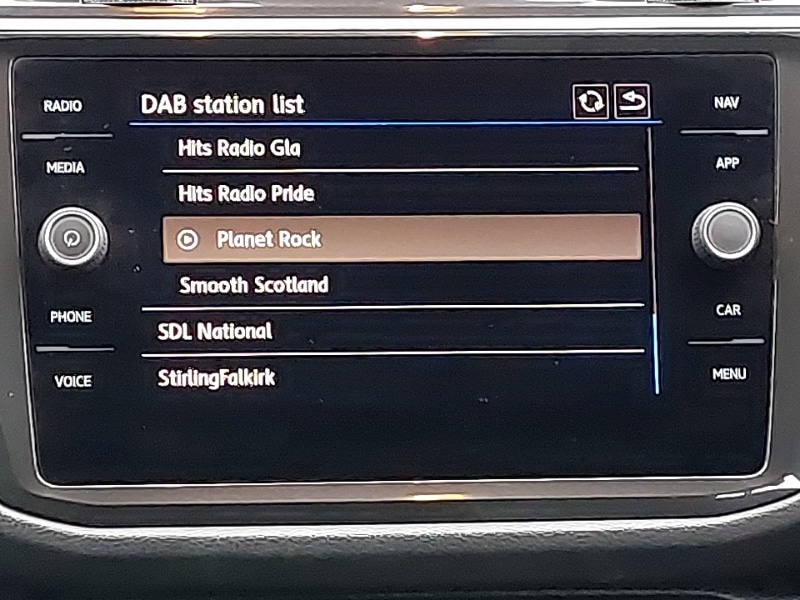 DAB station list
RADIO
MEDIA
PHONE
VOICE
Hits Radio Gla
Hits Radio Pride
Planet Rock
Smooth Scotland
SDL National
StirlingFalkirk
NAV
APP
CAR
MENU